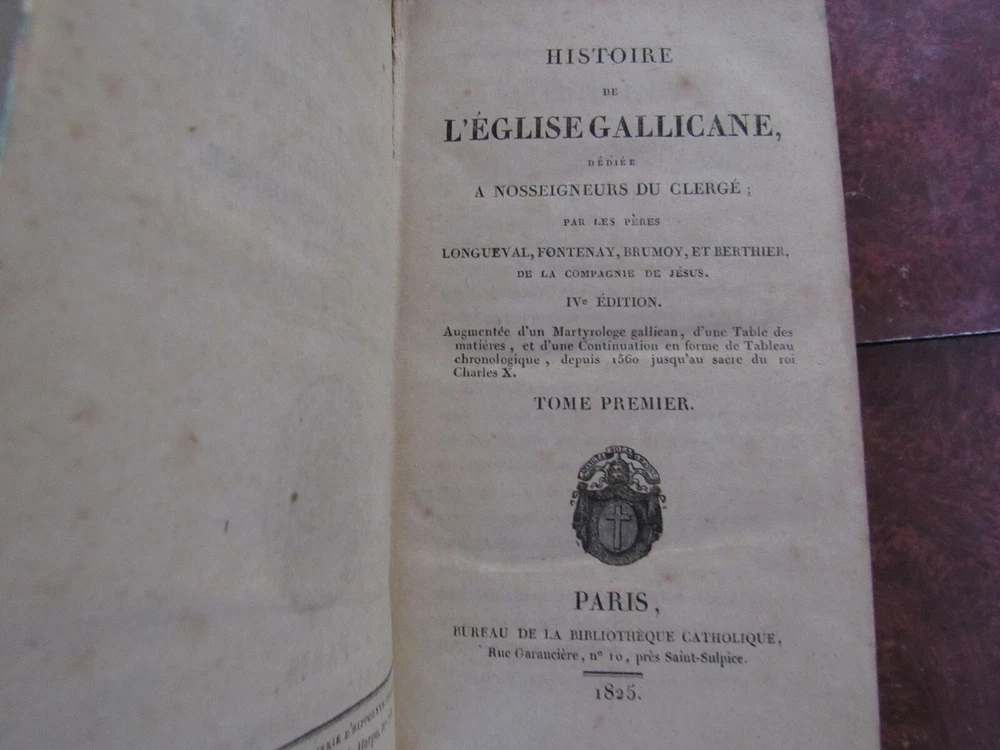 HISTOIRE
DE
L'ÉGLISE GALLICANE,
DÉDIÉE
A NOSSEIGNEURS DU CLERGÉ ;
PAR LES PÈRES
LONGUEVAL, FONTENAY, BRUMOY, ET BERTHIER,
DE LA COMPAGNIE DE JÉSUS.
IVe ÉDITION.
Augmentée d'un Martyrologe gallican, d'une Table des
matières, et d'une Continuation en forme de Tableau
chronologique, depuis 1560 jusqu'au sacre du roi
Charles X.
TOME PREMIER.
PARIS,
BUREAU DE LA BIBLIOTHÈQUE CATHOLIQUE,
Rue Garancière, nº 10, près Saint-Sulpice.
1825.
D'HIPPOLYTE